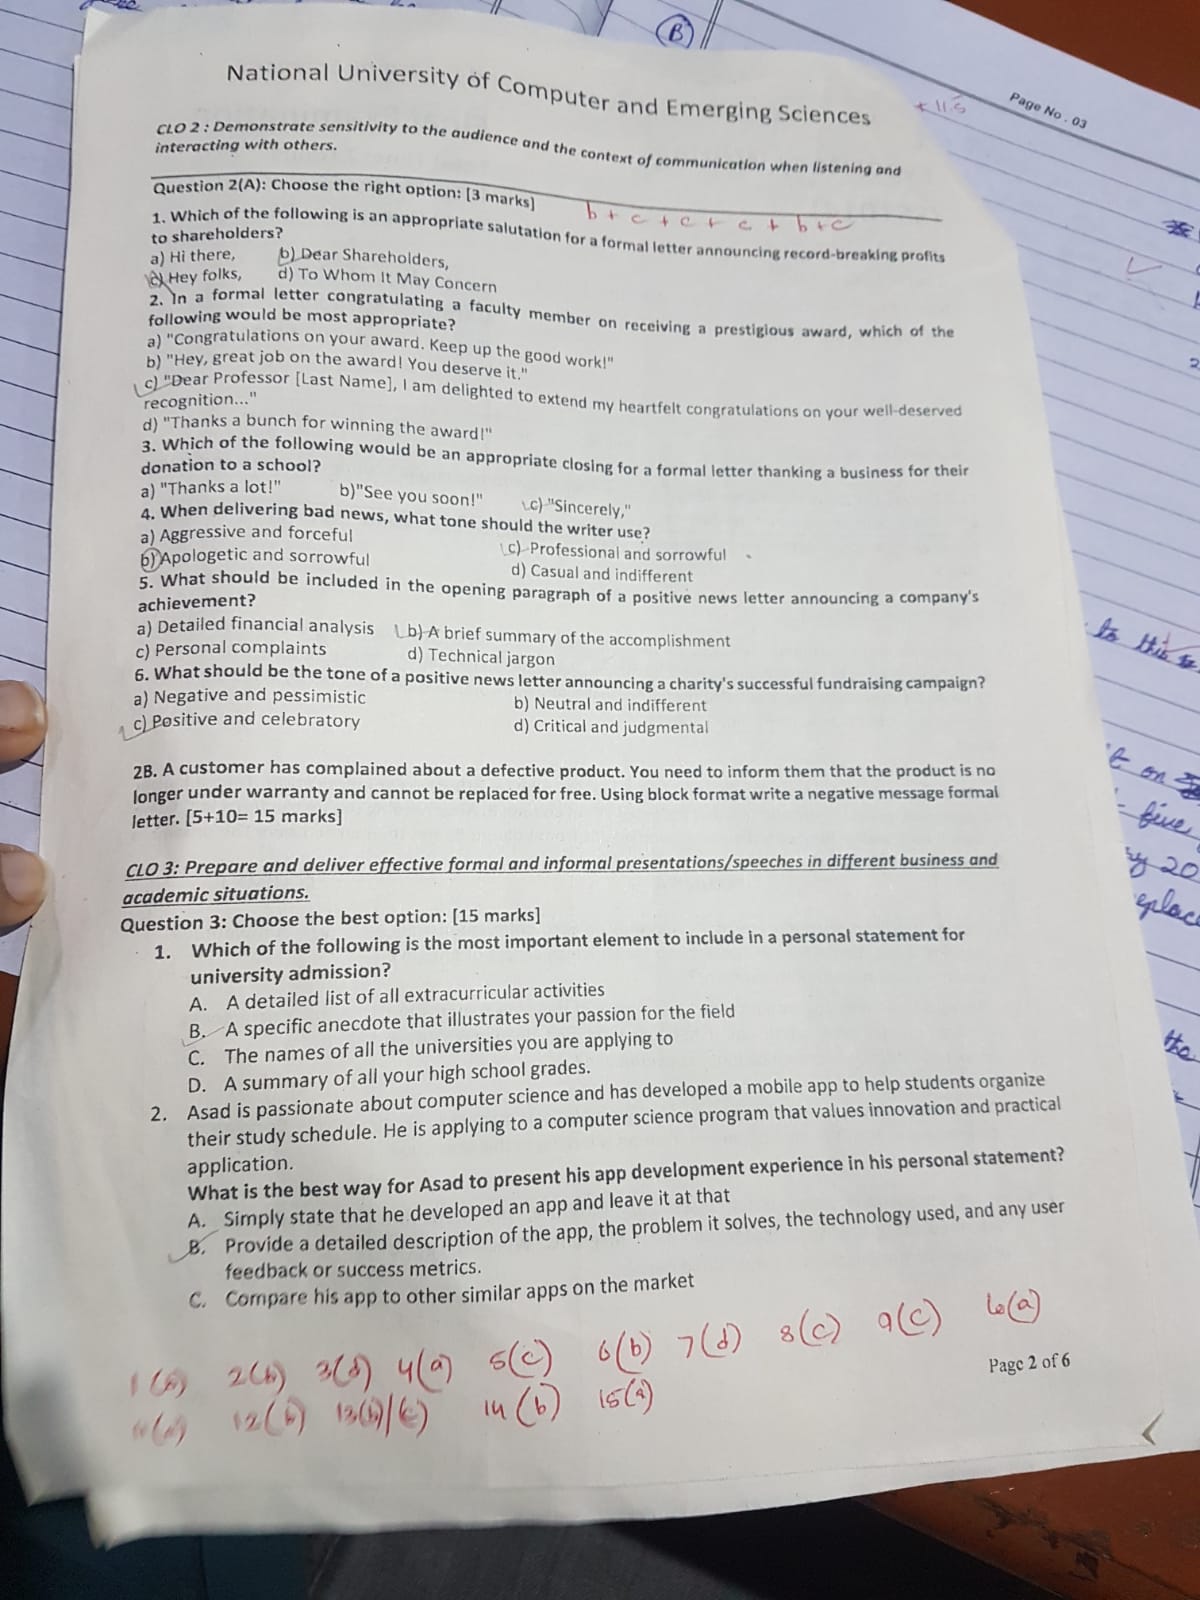 B
National University of Computer and Emerging Sciences
+ 11.5
Page No. 03
CLO 2 : Demonstrate sensitivity to the audience and the context of communication when listening and
interacting with others.
Question 2(A): Choose the right option: [3 marks]
b + c + c + c + b + c
1. Which of the following is an appropriate salutation for a formal letter announcing record-breaking profits
to shareholders?
a) Hi there, b) Dear Shareholders,
c) Hey folks, d) To Whom It May Concern
2. In a formal letter congratulating a faculty member on receiving a prestigious award, which of the
following would be most appropriate?
a) "Congratulations on your award. Keep up the good work!"
b) "Hey, great job on the award! You deserve it."
c) "Dear Professor [Last Name], I am delighted to extend my heartfelt congratulations on your well-deserved
recognition..."
d) "Thanks a bunch for winning the award!"
3. Which of the following would be an appropriate closing for a formal letter thanking a business for their
donation to a school?
a) "Thanks a lot!" b)"See you soon!" c) "Sincerely,"
4. When delivering bad news, what tone should the writer use?
a) Aggressive and forceful c) Professional and sorrowful
b) Apologetic and sorrowful d) Casual and indifferent
5. What should be included in the opening paragraph of a positive news letter announcing a company's
achievement?
a) Detailed financial analysis b) A brief summary of the accomplishment
c) Personal complaints d) Technical jargon
6. What should be the tone of a positive news letter announcing a charity's successful fundraising campaign?
a) Negative and pessimistic b) Neutral and indifferent
c) Positive and celebratory d) Critical and judgmental
2B. A customer has complained about a defective product. You need to inform them that the product is no
longer under warranty and cannot be replaced for free. Using block format write a negative message formal
letter. [5+10= 15 marks]
CLO 3: Prepare and deliver effective formal and informal presentations/speeches in different business and
academic situations.
Question 3: Choose the best option: [15 marks]
1. Which of the following is the most important element to include in a personal statement for
university admission?
A. A detailed list of all extracurricular activities
B. A specific anecdote that illustrates your passion for the field
C. The names of all the universities you are applying to
D. A summary of all your high school grades.
2. Asad is passionate about computer science and has developed a mobile app to help students organize
their study schedule. He is applying to a computer science program that values innovation and practical
application.
What is the best way for Asad to present his app development experience in his personal statement?
A. Simply state that he developed an app and leave it at that
B. Provide a detailed description of the app, the problem it solves, the technology used, and any user
feedback or success metrics.
C. Compare his app to other similar apps on the market
2(b) 3(d) 4(a) 5(c) 6(b) 7(d) 8(c) 9(c)
12(b) 14(b) 15(a)
Page 2 of 6
to this
on
five
by 20
the